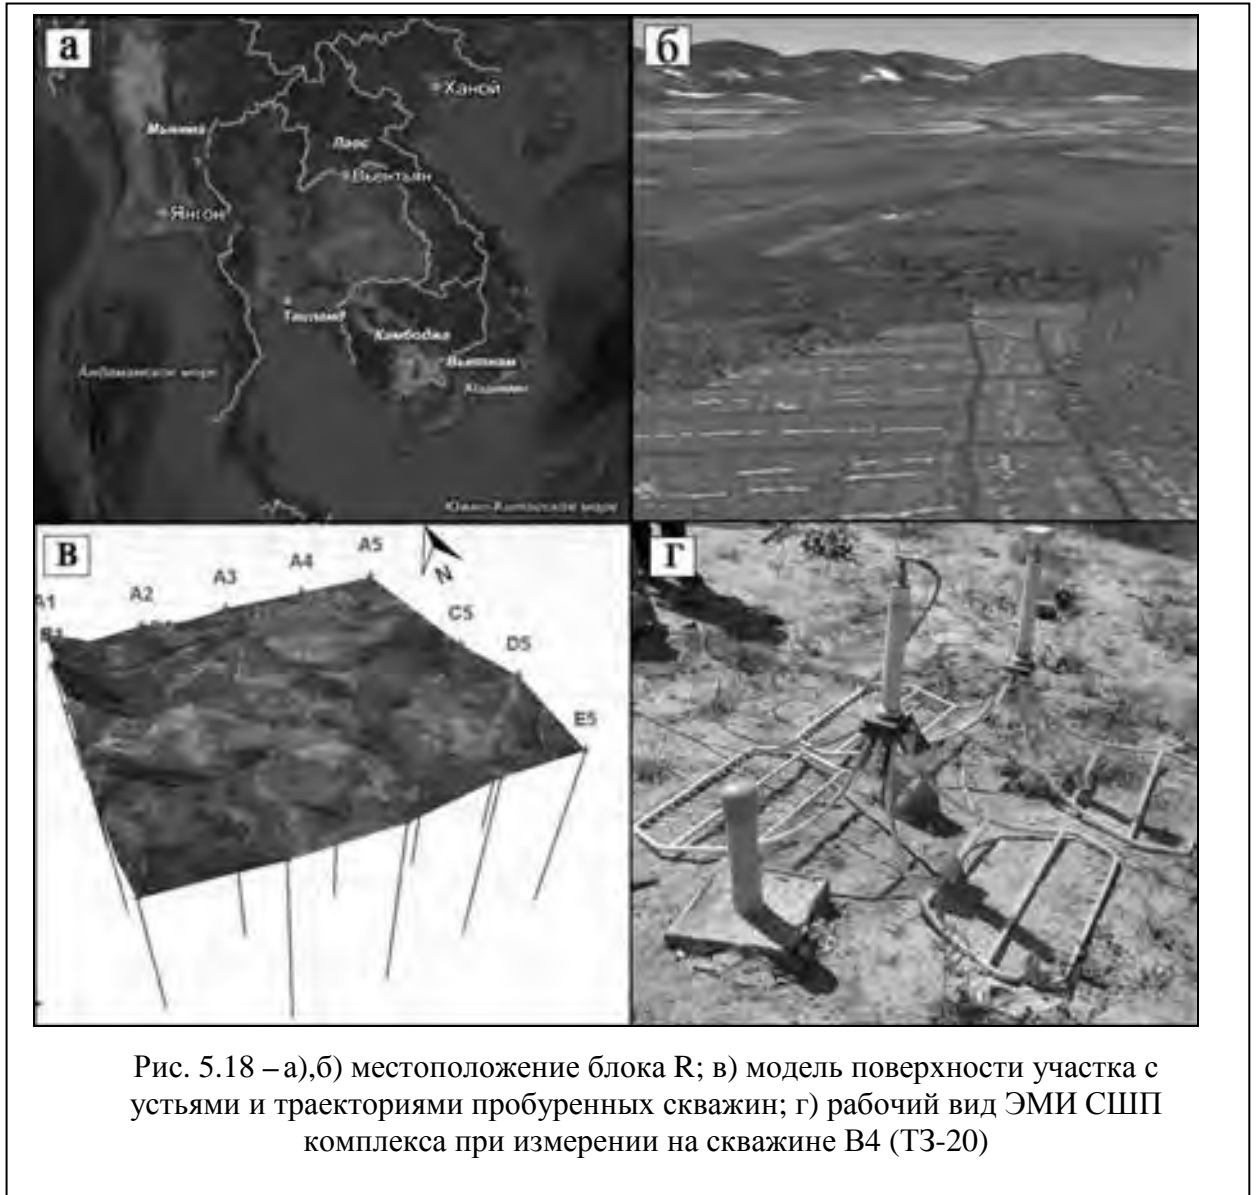 а
Ханой
Мьянма
Лаос
Вьентьян
Янгон
Таиланд
Камбоджа
Вьетнам
Андаманское море
Южно-Китайское море
б
в
A1
A2
A3
A4
A5
N
C5
D5
E5
г
Рис. 5.18 – а),б) местоположение блока R; в) модель поверхности участка с
устьями и траекториями пробуренных скважин; г) рабочий вид ЭМИ СШП
комплекса при измерении на скважине В4 (ТЗ-20)